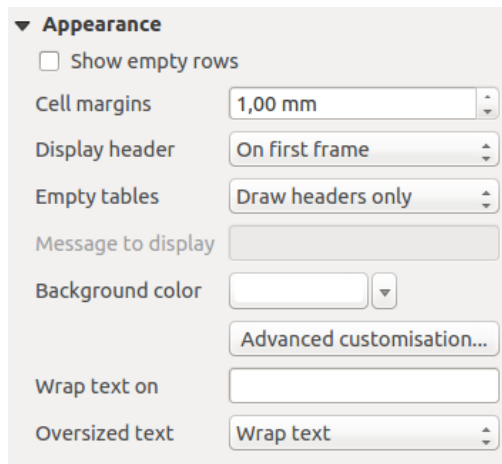 Appearance
Show empty rows
Cell margins 1,00 mm
Display header On first frame
Empty tables Draw headers only
Message to display
Background color
Advanced customisation...
Wrap text on
Oversized text Wrap text